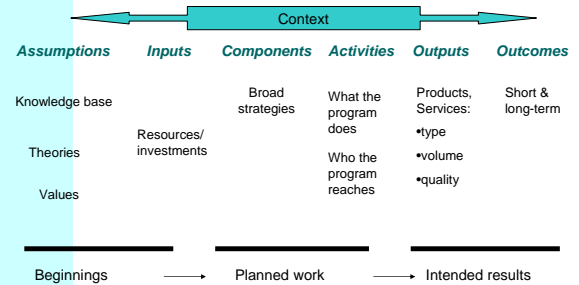 Context
Assumptions Inputs Components Activities Outputs Outcomes
Knowledge base
Theories
Values
Resources/
investments
Broad
strategies
What the
program
does
Who the
program
reaches
Products,
Services:
•type
•volume
•quality
Short &
long-term
Beginnings → Planned work → Intended results